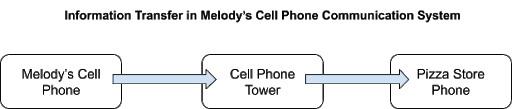 Information Transfer in Melody's Cell Phone Communication System
Melody's Cell
Phone
Cell Phone
Tower
Pizza Store
Phone